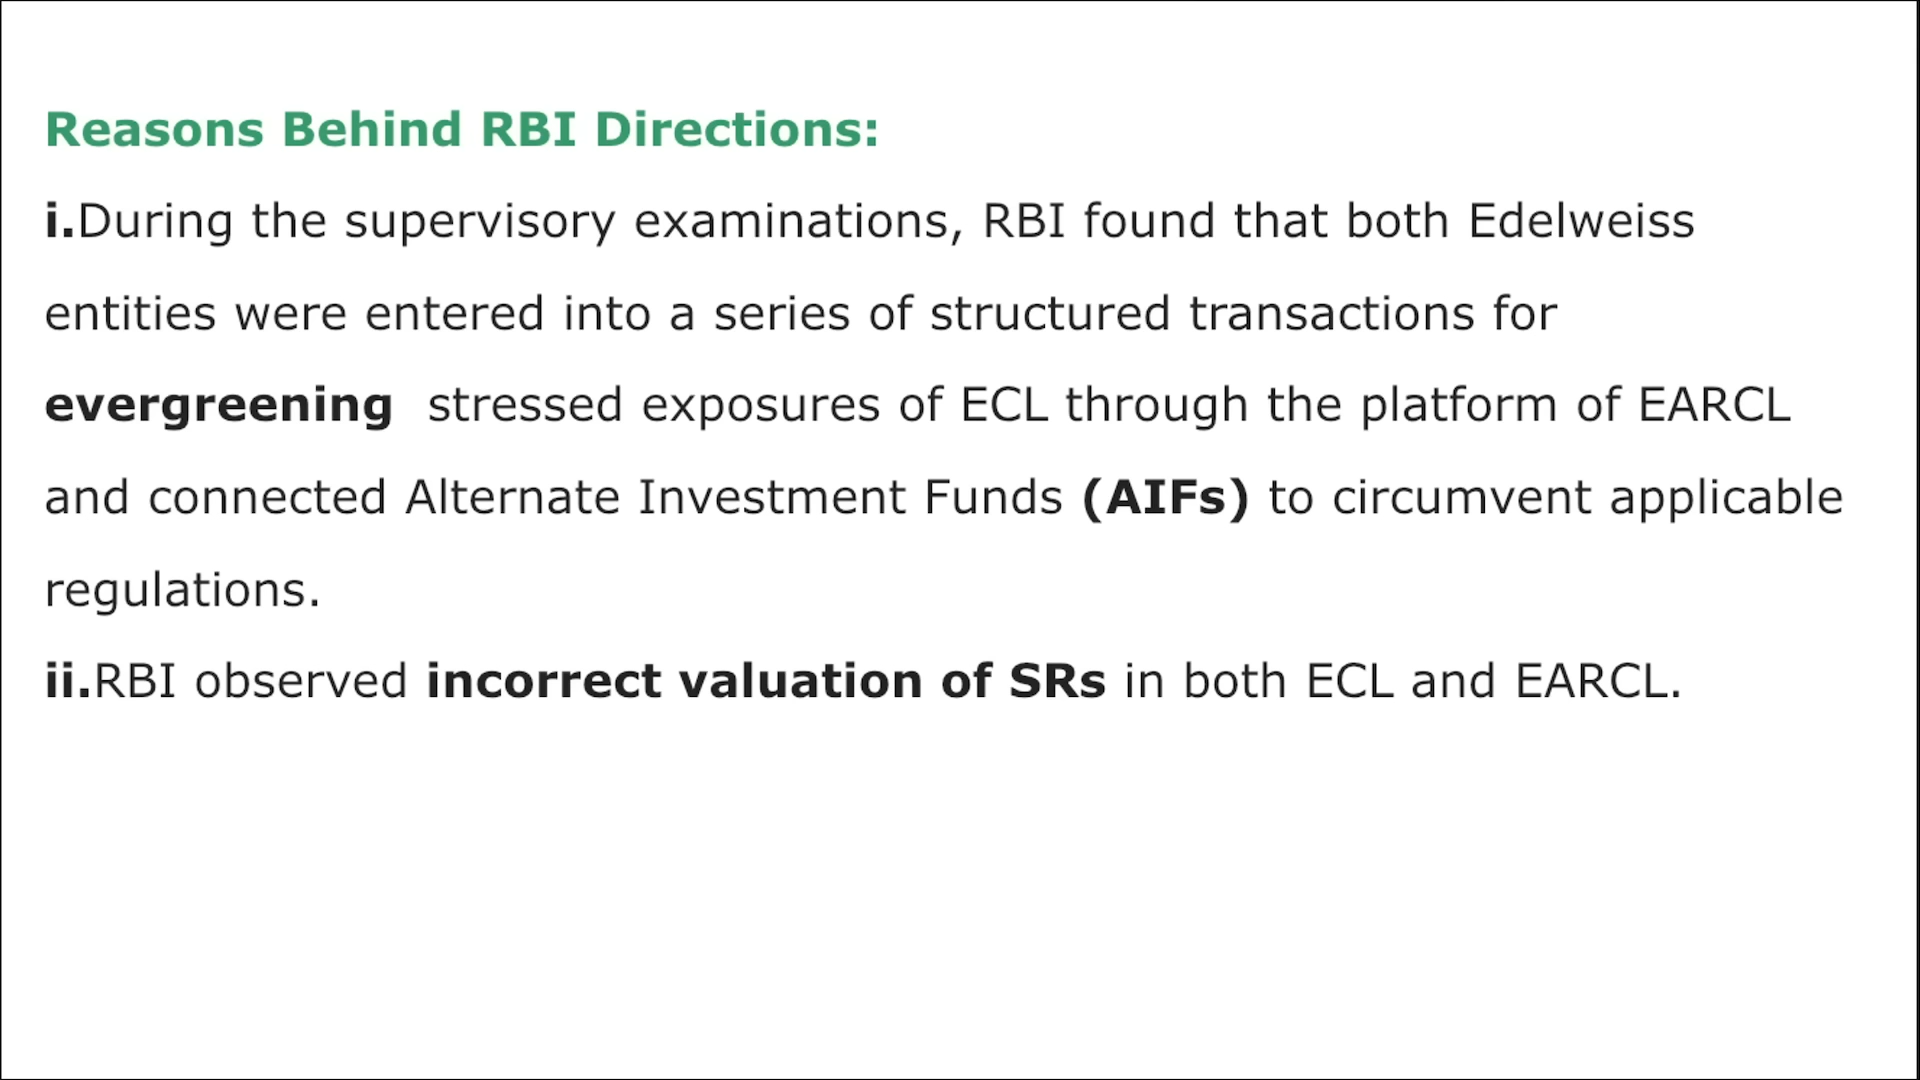 Reasons Behind RBI Directions:
i.During the supervisory examinations, RBI found that both Edelweiss
entities were entered into a series of structured transactions for
evergreening  stressed exposures of ECL through the platform of EARCL
and connected Alternate Investment Funds (AIFs) to circumvent applicable
regulations.
ii.RBI observed incorrect valuation of SRs in both ECL and EARCL.